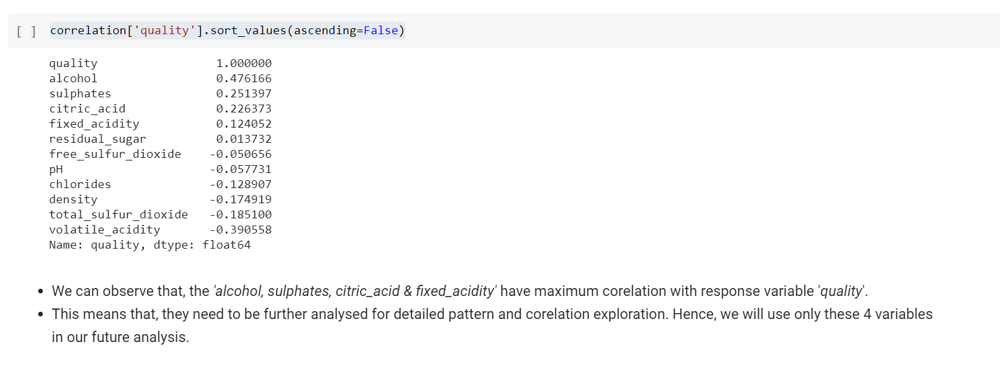 [ ] correlation['quality'].sort_values(ascending=False)
quality 1.000000
alcohol 0.476166
sulphates 0.251397
citric_acid 0.226373
fixed_acidity 0.124052
residual_sugar 0.013732
free_sulfur_dioxide -0.050656
pH -0.057731
chlorides -0.128907
density -0.174919
total_sulfur_dioxide -0.185100
volatile_acidity -0.390558
Name: quality, dtype: float64
• We can observe that, the 'alcohol, sulphates, citric_acid & fixed_acidity' have maximum corelation with response variable 'quality'.
• This means that, they need to be further analysed for detailed pattern and corelation exploration. Hence, we will use only these 4 variables
in our future analysis.